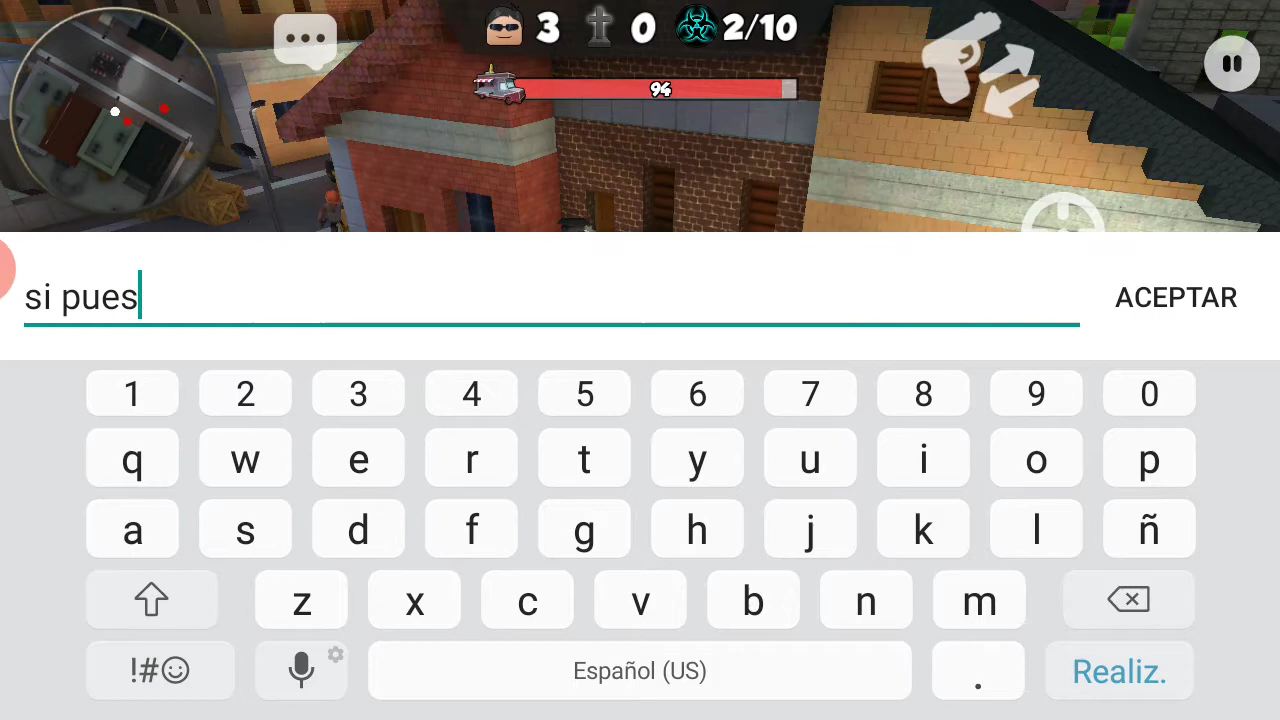 3 0 2/10
94
si pues
ACEPTAR
1 2 3 4 5 6 7 8 9 0
q w e r t y u i o p
a s d f g h j k l ñ
z x c v b n m
!#☺ Español (US) . Realiz.